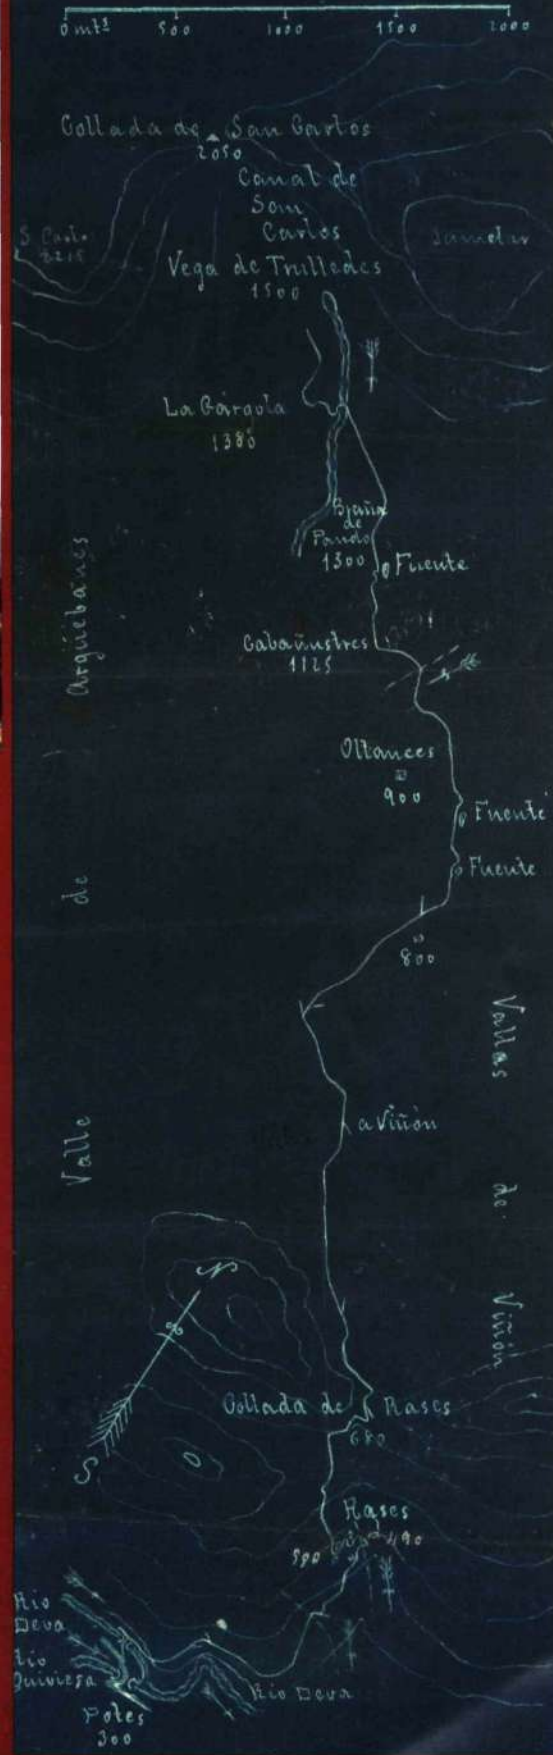 0 mts 500 1000 1500 2000
Collada de San Carlos
2050
Canal de
San
Carlos
Vega de Trulledes
1500
La Gárgola
1380
Braña
de
Pando
1300
Fuente
Cabañustres
1125
Argüebanes
Oltances
900
Fuente
Fuente
de
800
Vallas
a Viñón
Valle
de
Viñón
N
Collada de Rases
680
S
Rases
500
490
Rio
Deva
Rio
Quiviesa
Rio Deva
Potes
300